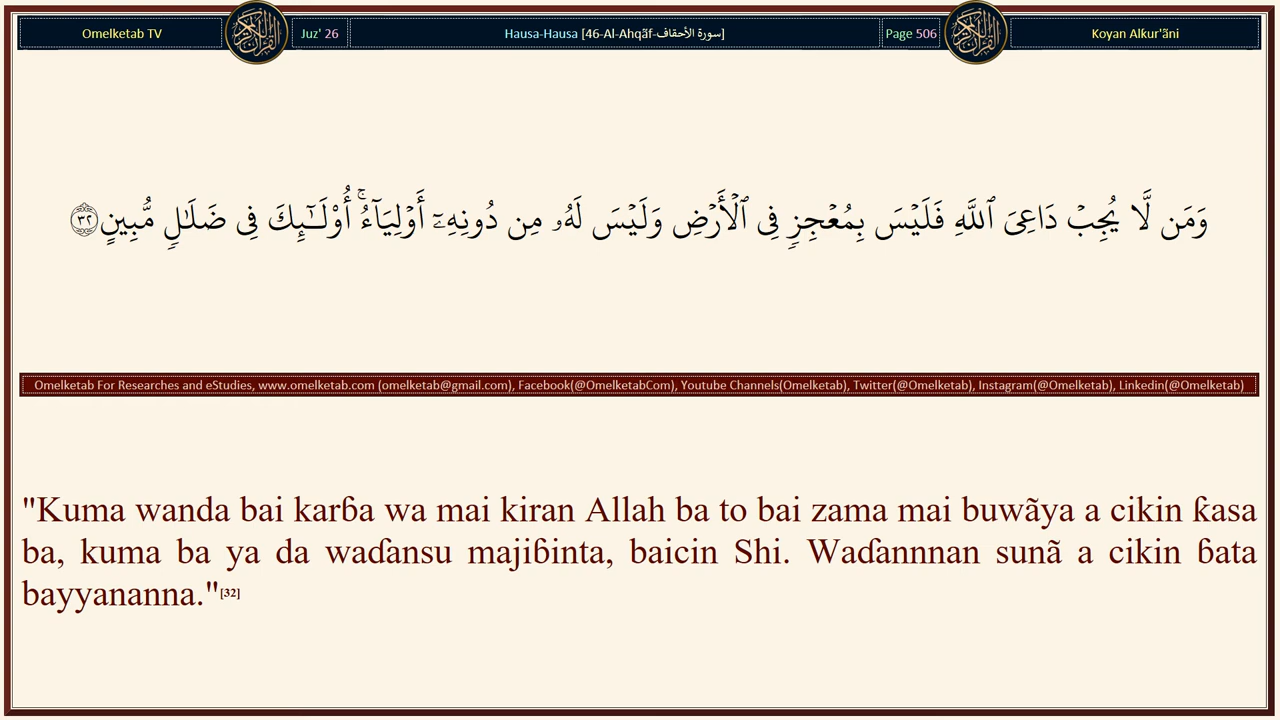 Omelketab TV
Juz' 26
Hausa-Hausa [46-Al-Ahqãf-سورة الأحقاف]
Page 506
Koyan Alƙur'ãni
وَمَن لَّا يُجِبۡ دَاعِيَ ٱللَّهِ فَلَيۡسَ بِمُعۡجِزٖ فِي ٱلۡأَرۡضِ وَلَيۡسَ لَهُۥ مِن دُونِهِۦٓ أَوۡلِيَآءُۚ أُوْلَٰٓئِكَ فِي ضَلَٰلٖ مُّبِينٍ ٣٢
Omelketab For Researches and eStudies, www.omelketab.com (omelketab@gmail.com), Facebook(@OmelketabCom), Youtube Channels(Omelketab), Twitter(@Omelketab), Instagram(@Omelketab), Linkedin(@Omelketab)
"Kuma wanda bai karɓa wa mai kiran Allah ba to bai zama mai buwãya a cikin ƙasa
ba, kuma ba ya da waɗansu majiɓinta, baicin Shi. Waɗannnan sunã a cikin ɓata
bayyananna."[32]